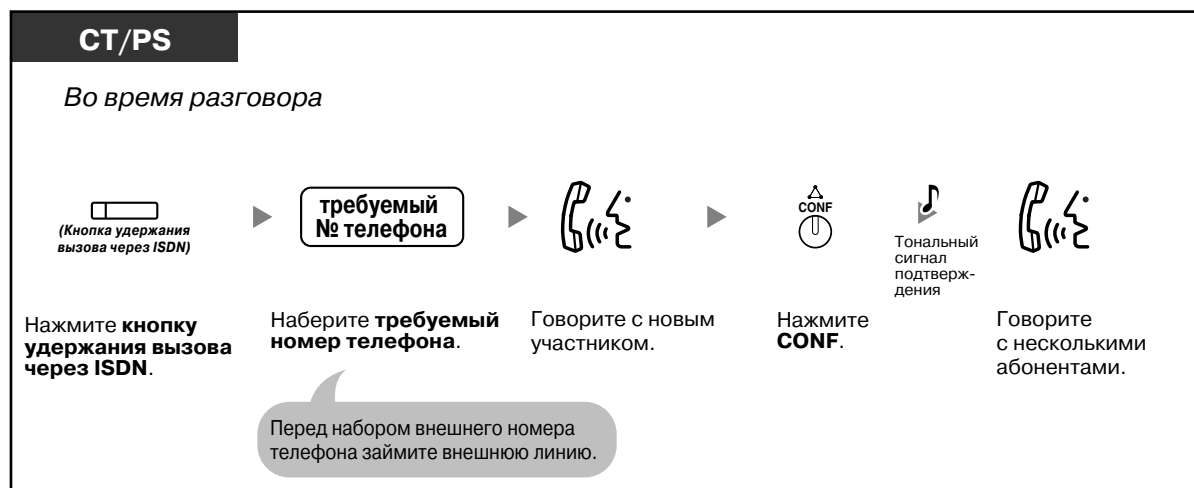 CT/PS
Во время разговора
(Кнопка удержания
вызова через ISDN)
требуемый
№ телефона
CONF
Тональный
сигнал
подтверж-
дения
Нажмите кнопку
удержания вызова
через ISDN.
Наберите требуемый
номер телефона.
Говорите с новым
участником.
Нажмите
CONF.
Говорите
с несколькими
абонентами.
Перед набором внешнего номера
телефона займите внешнюю линию.